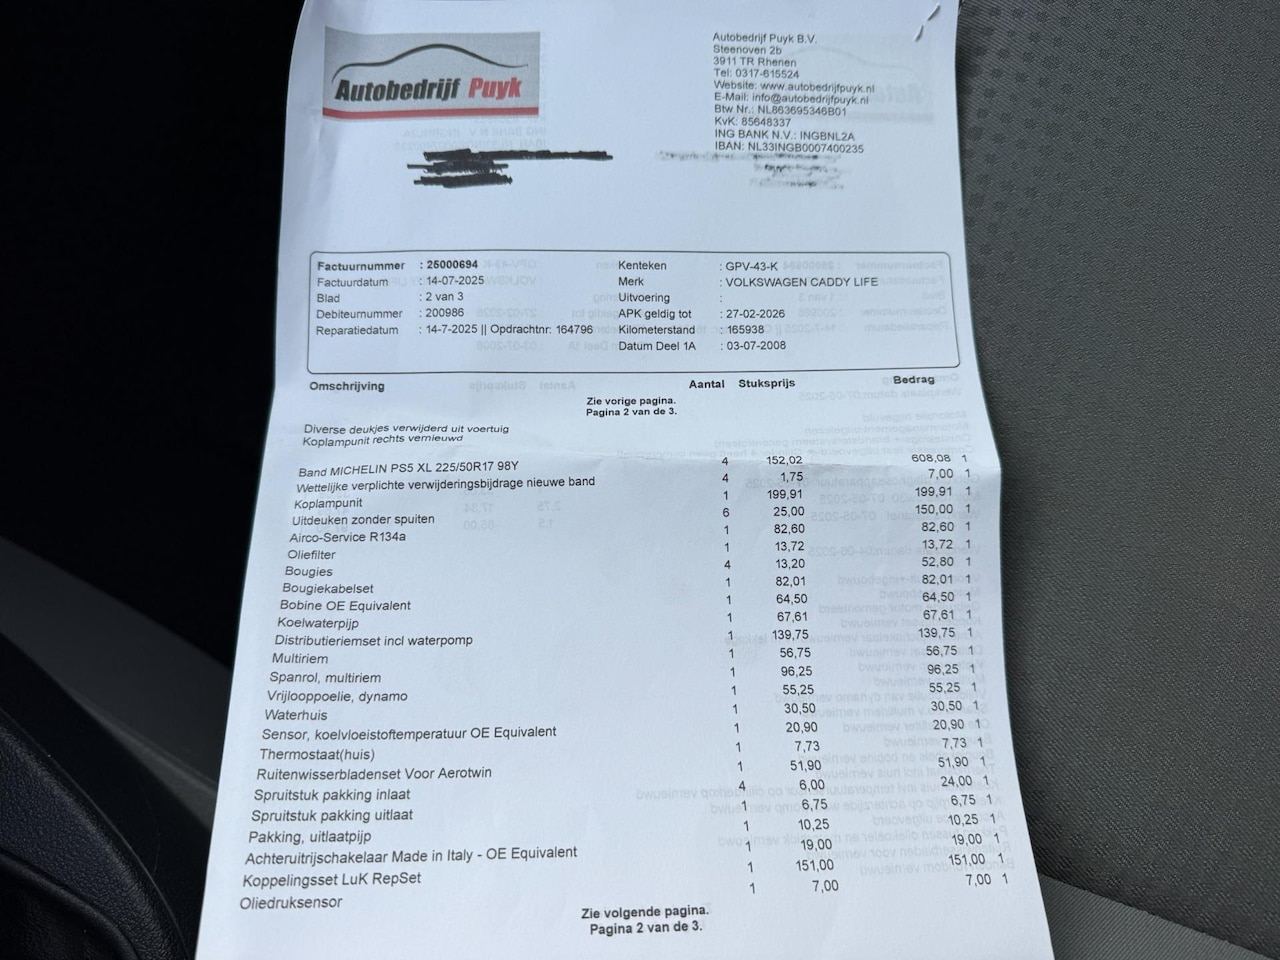 Autobedrijf Puyk
Autobedrijf Puyk B.V.
Steenoven 2b
3911 TR Rhenen
Tel: 0317-615524
Website: www.autobedrijfpuyk.nl
E-Mail: info@autobedrijfpuyk.nl
Btw.Nr.: NL863695346B01
KvK: 85648337
ING BANK N.V.: INGBNL2A
IBAN: NL33INGB0007400235
Factuurnummer : 25000694 Kenteken : GPV-43-K
Factuurdatum : 14-07-2025 Merk : VOLKSWAGEN CADDY LIFE
Blad : 2 van 3 Uitvoering :
Debiteurnummer : 200986 APK geldig tot : 27-02-2026
Reparatiedatum : 14-7-2025 || Opdrachtnr: 164796 Kilometerstand : 165938
Datum Deel 1A : 03-07-2008
Omschrijving Aantal Stuksprijs Bedrag
Zie vorige pagina.
Pagina 2 van de 3.
Diverse deukjes verwijderd uit voertuig
Koplampunit rechts vernieuwd
Band MICHELIN PS5 XL 225/50R17 98Y 4 152,02 608,08 1
Wettelijke verplichte verwijderingsbijdrage nieuwe band 4 1,75 7,00 1
Koplampunit 1 199,91 199,91 1
Uitdeuken zonder spuiten 6 25,00 150,00 1
Airco-Service R134a 1 82,60 82,60 1
Oliefilter 1 13,72 13,72 1
Bougies 4 13,20 52,80 1
Bougiekabelset 1 82,01 82,01 1
Bobine OE Equivalent 1 64,50 64,50 1
Koelwaterpijp 1 67,61 67,61 1
Distributieriemset incl waterpomp 1 139,75 139,75 1
Multiriem 1 56,75 56,75 1
Spanrol, multiriem 1 96,25 96,25 1
Vrijlooppoelie, dynamo 1 55,25 55,25 1
Waterhuis 1 30,50 30,50 1
Sensor, koelvloeistoftemperatuur OE Equivalent 1 20,90 20,90 1
Thermostaat(huis) 1 7,73 7,73 1
Ruitenwisserbladenset Voor Aerotwin 1 51,90 51,90 1
Spruitstuk pakking inlaat 4 6,00 24,00 1
Spruitstuk pakking uitlaat 1 6,75 6,75 1
Pakking, uitlaatpijp 1 10,25 10,25 1
Achteruitrijschakelaar Made in Italy - OE Equivalent 1 19,00 19,00 1
Koppelingsset LuK RepSet 1 151,00 151,00 1
Oliedruksensor 1 7,00 7,00 1
Zie volgende pagina.
Pagina 2 van de 3.